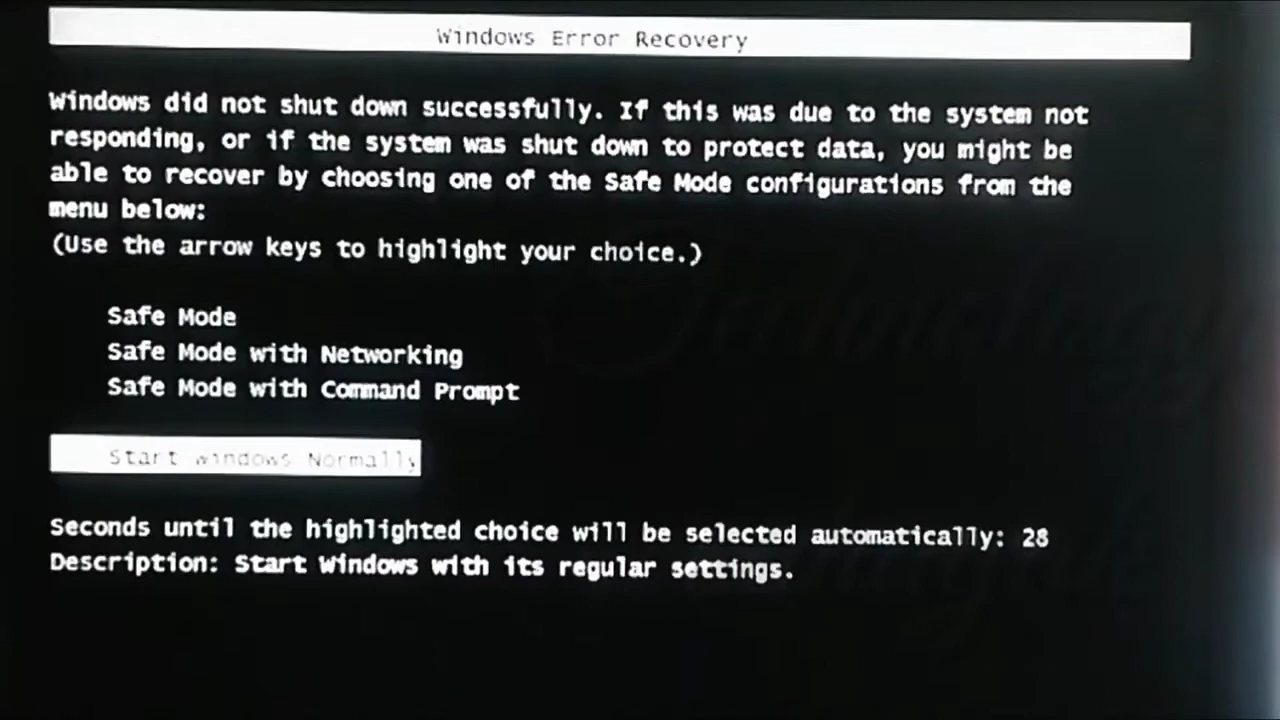 Windows Error Recovery
Windows did not shut down successfully. If this was due to the system not
responding, or if the system was shut down to protect data, you might be
able to recover by choosing one of the Safe Mode configurations from the
menu below:
(Use the arrow keys to highlight your choice.)
Safe Mode
Safe Mode with Networking
Safe Mode with Command Prompt
Start Windows Normally
Seconds until the highlighted choice will be selected automatically: 28
Description: Start Windows with its regular settings.